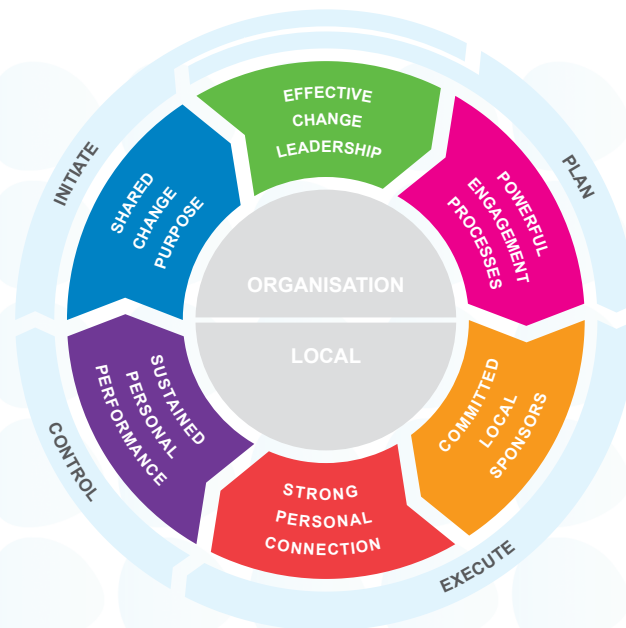 EFFECTIVE
CHANGE
LEADERSHIP
POWERFUL
ENGAGEMENT
PROCESSES
COMMITTED
LOCAL
SPONSORS
STRONG
PERSONAL
CONNECTION
SUSTAINED
PERSONAL
PERFORMANCE
SHARED
CHANGE
PURPOSE
ORGANISATION
LOCAL
INITIATE
PLAN
EXECUTE
CONTROL